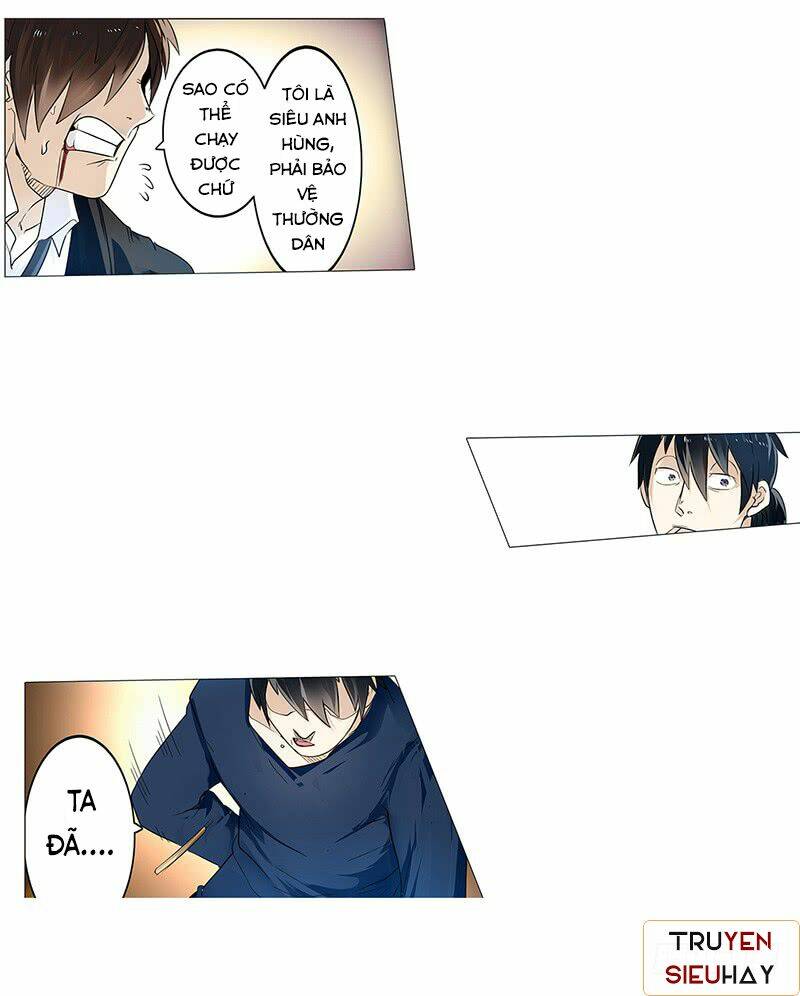 SAO CÓ
THỂ
CHẠY
ĐƯỢC
CHỨ
TÔI LÀ
SIÊU ANH
HÙNG,
PHẢI BẢO
VỆ
THƯỜNG
DÂN
TA
ĐÃ....
TRUYEN
SIEUHAY